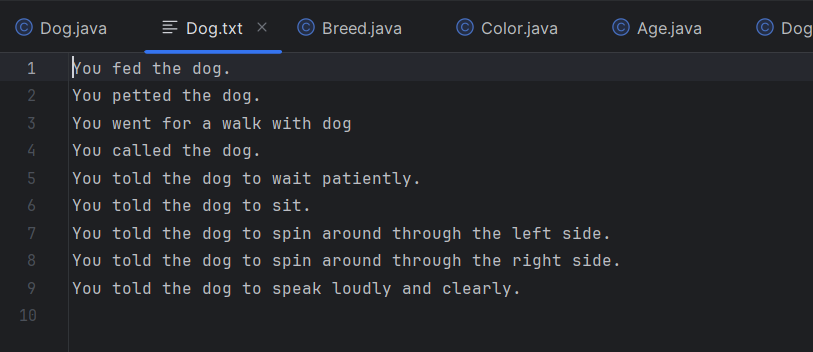 Dog.java Dog.txt Breed.java Color.java Age.java Dog
1 You fed the dog.
2 You petted the dog.
3 You went for a walk with dog
4 You called the dog.
5 You told the dog to wait patiently.
6 You told the dog to sit.
7 You told the dog to spin around through the left side.
8 You told the dog to spin around through the right side.
9 You told the dog to speak loudly and clearly.
10